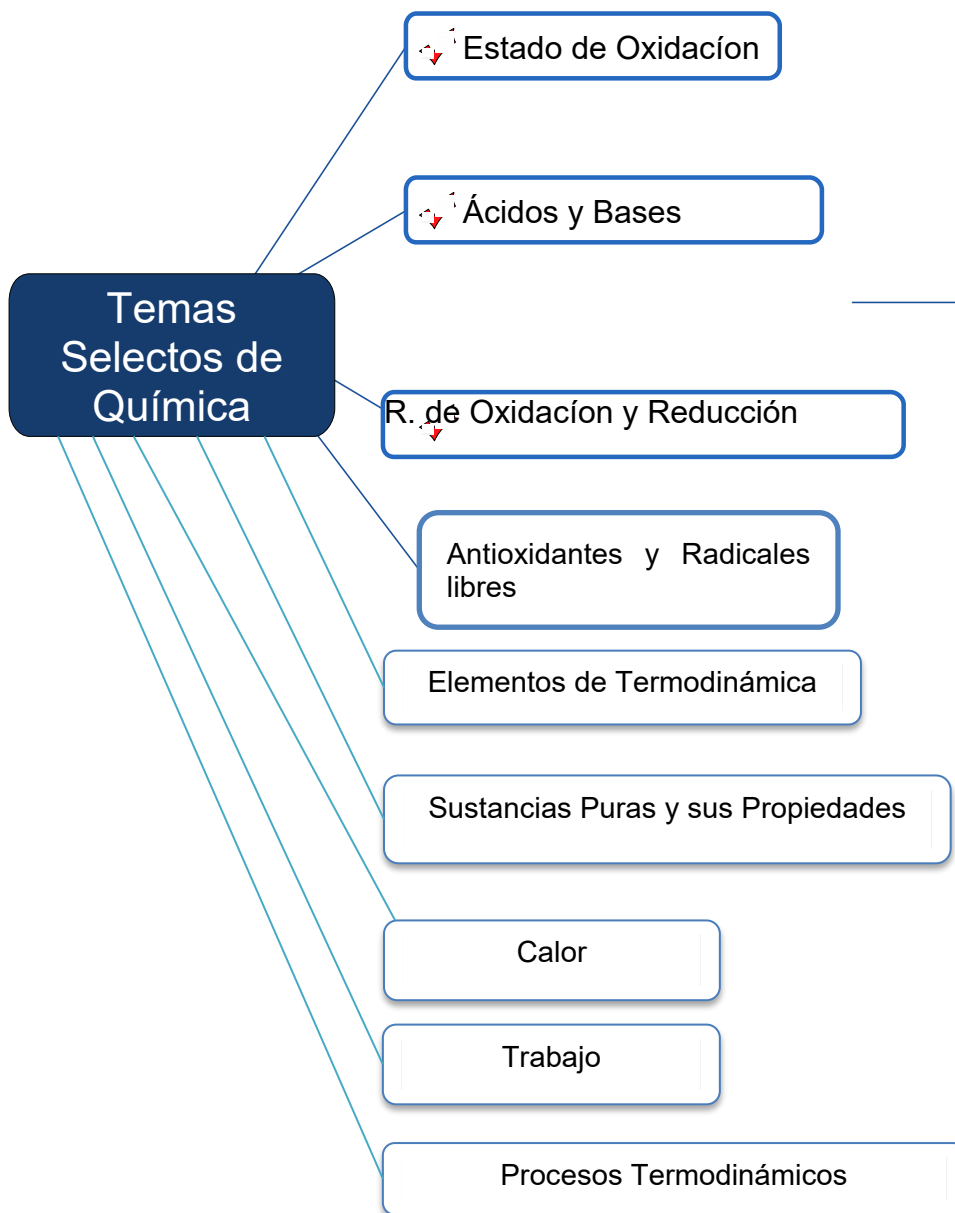 Estado de Oxidacíon
Ácidos y Bases
Temas
Selectos de
Química
R. de Oxidacíon y Reducción
Antioxidantes y Radicales
libres
Elementos de Termodinámica
Sustancias Puras y sus Propiedades
Calor
Trabajo
Procesos Termodinámicos